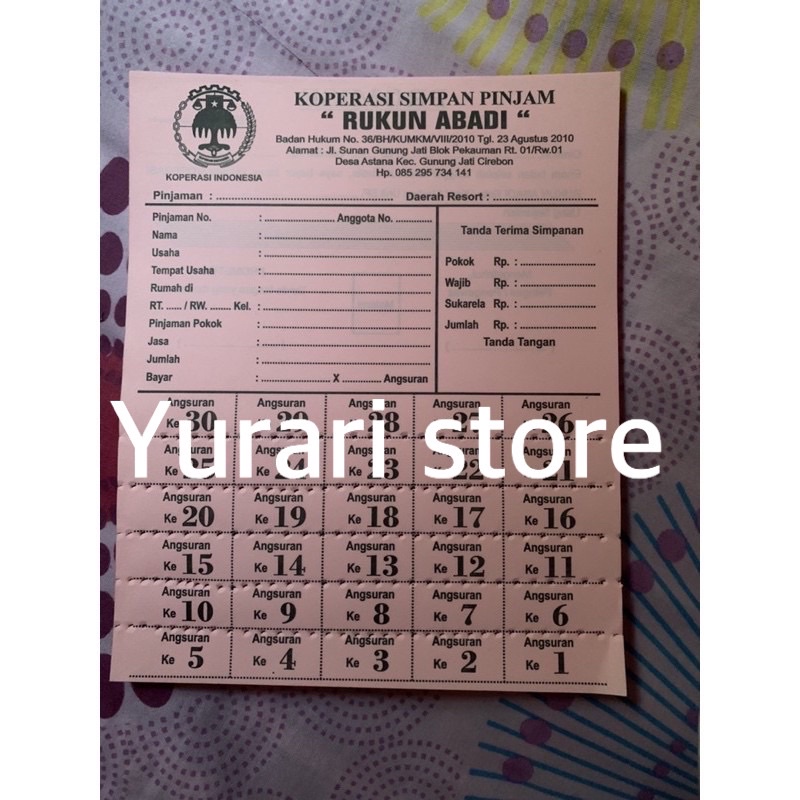 KOPERASI SIMPAN PINJAM
“ RUKUN ABADI “
Badan Hukum No. 36/BH/KUMKM/VIII/2010 Tgl. 23 Agustus 2010
Alamat : Jl. Sunan Gunung Jati Blok Pekauman Rt. 01/Rw.01
Desa Astana Kec. Gunung Jati Cirebon
Hp. 085 295 734 141
KOPERASI INDONESIA
Pinjaman : .......... Daerah Resort : ..........
Pinjaman No. : .......... Anggota No. ..........
Nama : ..........
Usaha : ..........
Tempat Usaha : ..........
Rumah di : ..........
RT. ...... / RW. ........ Kel. : ..........
Pinjaman Pokok : ..........
Jasa : ..........
Jumlah : ..........
Bayar : .......... X .......... Angsuran
Tanda Terima Simpanan
Pokok Rp. : ..........
Wajib Rp. : ..........
Sukarela Rp. : ..........
Jumlah Rp. : ..........
Tanda Tangan
Angsuran Angsuran Angsuran Angsuran Angsuran
Ke 30 29 28 27 26
Yurari store
Angsuran Angsuran Angsuran Angsuran Angsuran
Ke 20 Ke 19 Ke 18 Ke 17 Ke 16
Angsuran Angsuran Angsuran Angsuran Angsuran
Ke 15 Ke 14 Ke 13 Ke 12 Ke 11
Angsuran Angsuran Angsuran Angsuran Angsuran
Ke 10 Ke 9 Ke 8 Ke 7 Ke 6
Angsuran Angsuran Angsuran Angsuran Angsuran
Ke 5 Ke 4 Ke 3 Ke 2 Ke 1